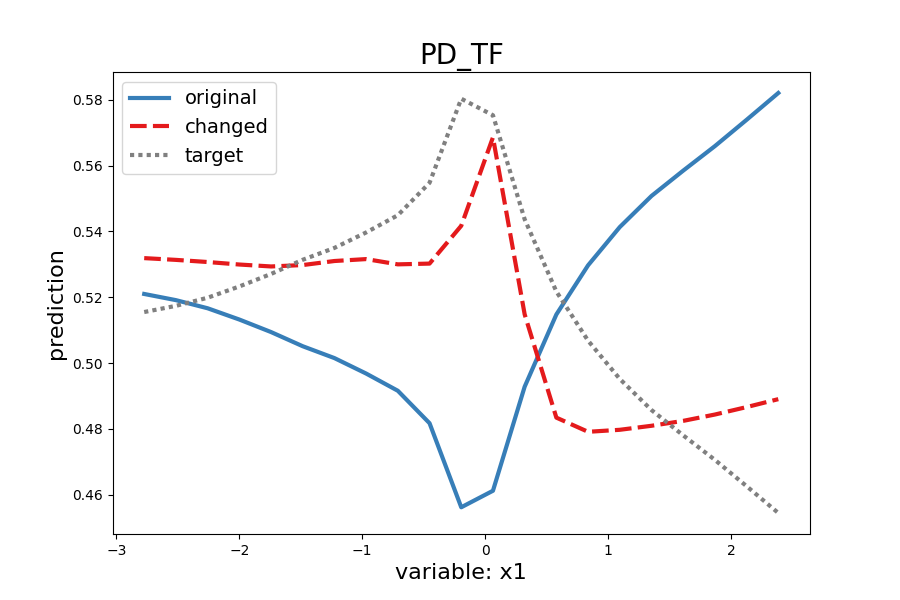 PD_TF
original
changed
target
prediction
0.58
0.56
0.54
0.52
0.50
0.48
0.46
−3 −2 −1 0 1 2
variable: x1